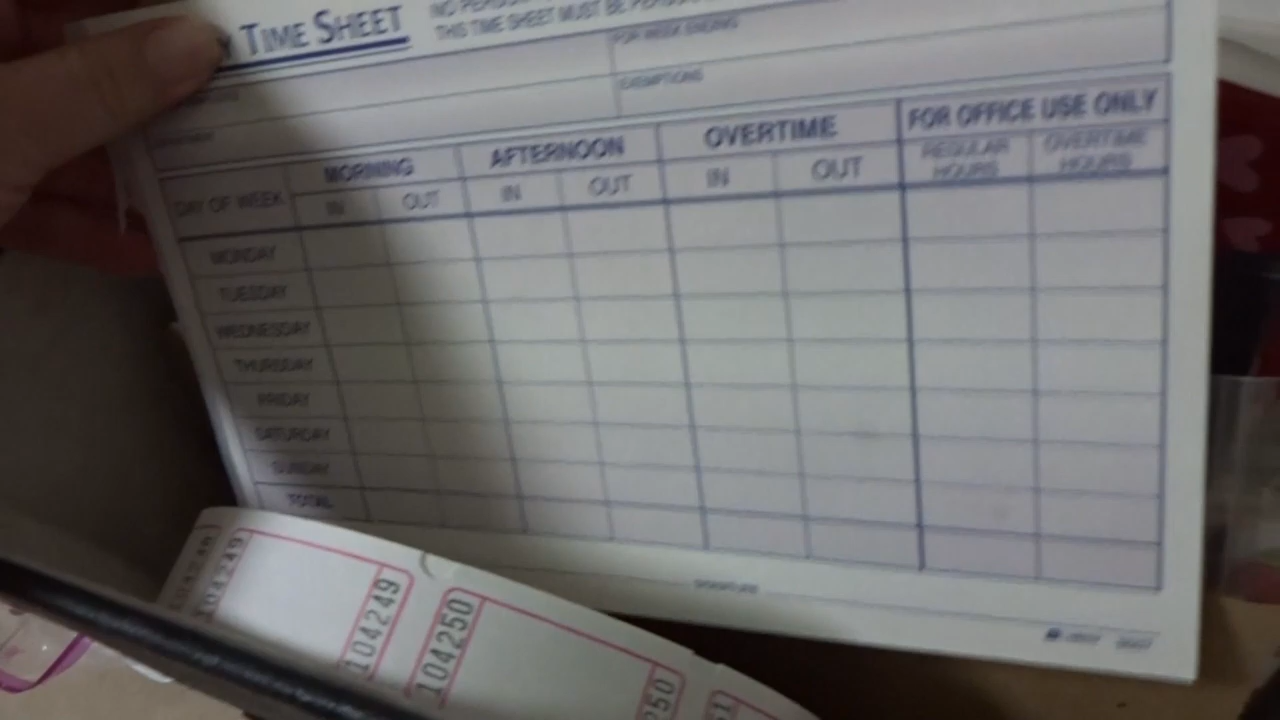 TIME SHEET
THIS TIME SHEET MUST BE
FOR WEEK ENDING
EXEMPTIONS
MORNING AFTERNOON OVERTIME FOR OFFICE USE ONLY
DAY OF WEEK IN OUT IN OUT IN OUT REGULAR HOURS OVERTIME HOURS
MONDAY
TUESDAY
WEDNESDAY
THURSDAY
FRIDAY
SATURDAY
SUNDAY
TOTAL
SIGNATURE
104249 104249 104250